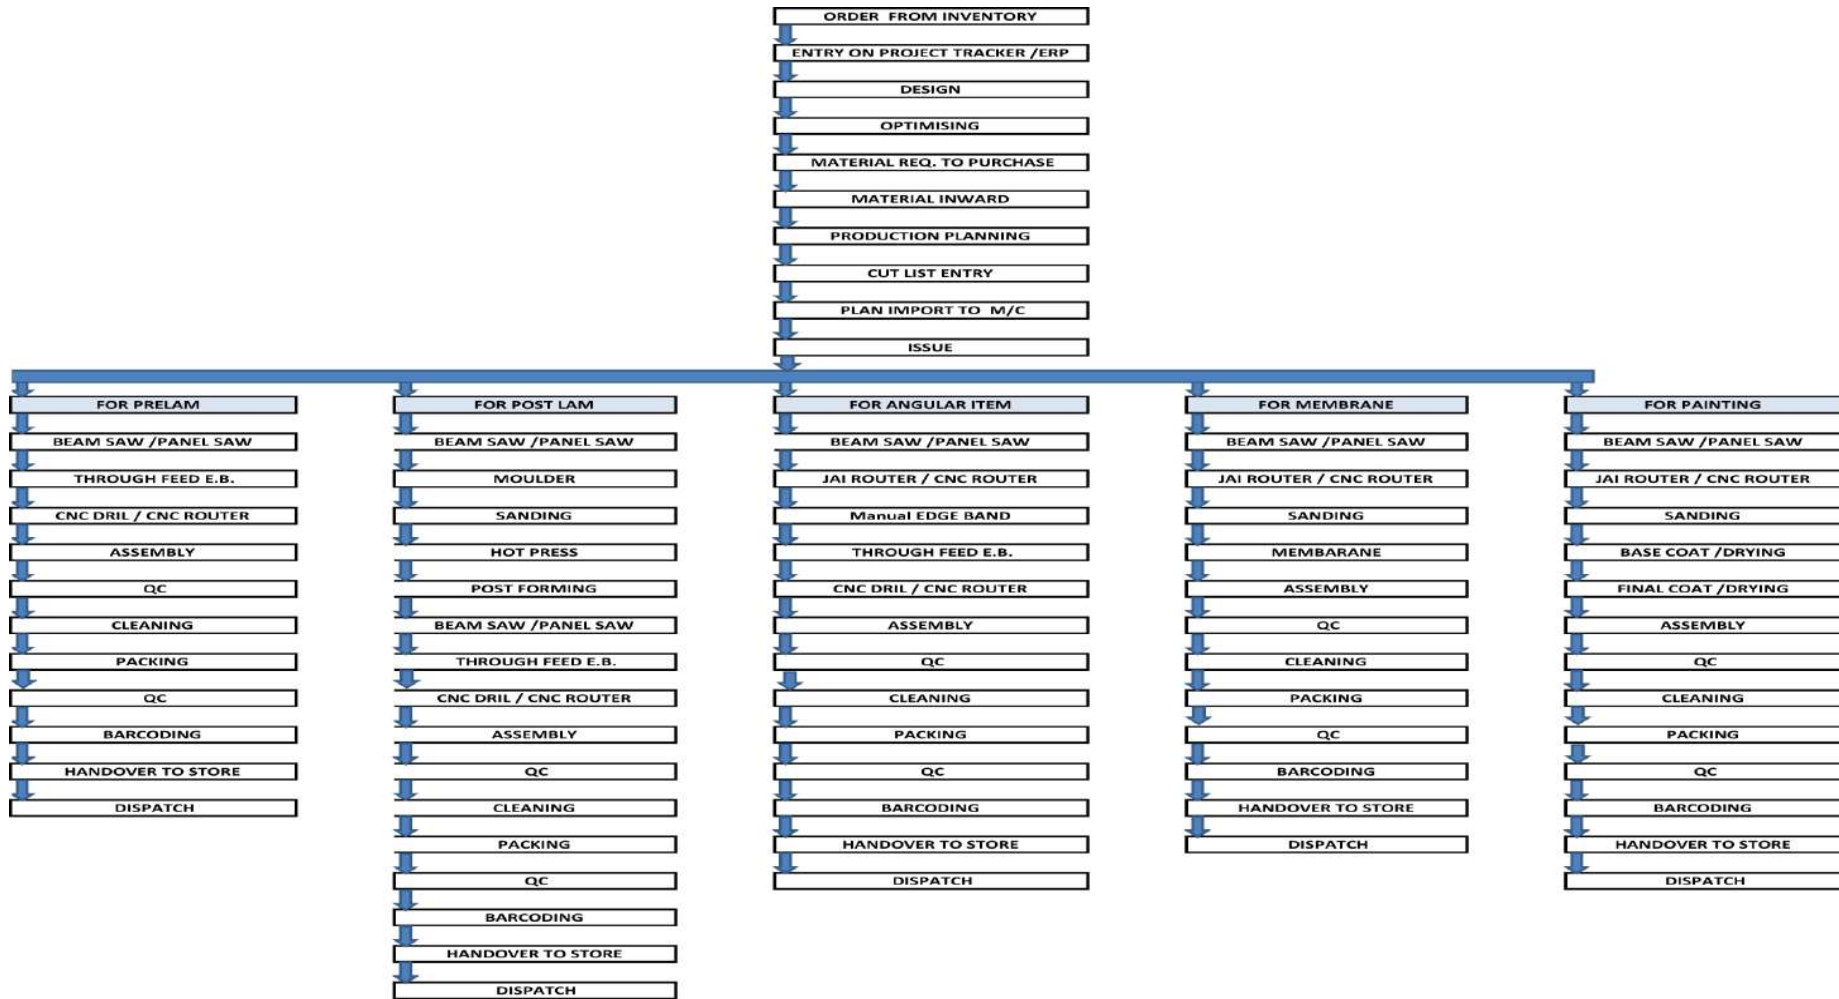 ORDER FROM INVENTORY
ENTRY ON PROJECT TRACKER /ERP
DESIGN
OPTIMISING
MATERIAL REQ. TO PURCHASE
MATERIAL INWARD
PRODUCTION PLANNING
CUT LIST ENTRY
PLAN IMPORT TO M/C
ISSUE
FOR PRELAM
BEAM SAW /PANEL SAW
THROUGH FEED E.B.
CNC DRIL / CNC ROUTER
ASSEMBLY
QC
CLEANING
PACKING
QC
BARCODING
HANDOVER TO STORE
DISPATCH
FOR POST LAM
BEAM SAW /PANEL SAW
MOULDER
SANDING
HOT PRESS
POST FORMING
BEAM SAW /PANEL SAW
THROUGH FEED E.B.
CNC DRIL / CNC ROUTER
ASSEMBLY
QC
CLEANING
PACKING
QC
BARCODING
HANDOVER TO STORE
DISPATCH
FOR ANGULAR ITEM
BEAM SAW /PANEL SAW
JAI ROUTER / CNC ROUTER
Manual EDGE BAND
THROUGH FEED E.B.
CNC DRIL / CNC ROUTER
ASSEMBLY
QC
CLEANING
PACKING
QC
BARCODING
HANDOVER TO STORE
DISPATCH
FOR MEMBRANE
BEAM SAW /PANEL SAW
JAI ROUTER / CNC ROUTER
SANDING
MEMBARANE
ASSEMBLY
QC
CLEANING
PACKING
QC
BARCODING
HANDOVER TO STORE
DISPATCH
FOR PAINTING
BEAM SAW /PANEL SAW
JAI ROUTER / CNC ROUTER
SANDING
BASE COAT /DRYING
FINAL COAT /DRYING
ASSEMBLY
QC
CLEANING
PACKING
QC
BARCODING
HANDOVER TO STORE
DISPATCH